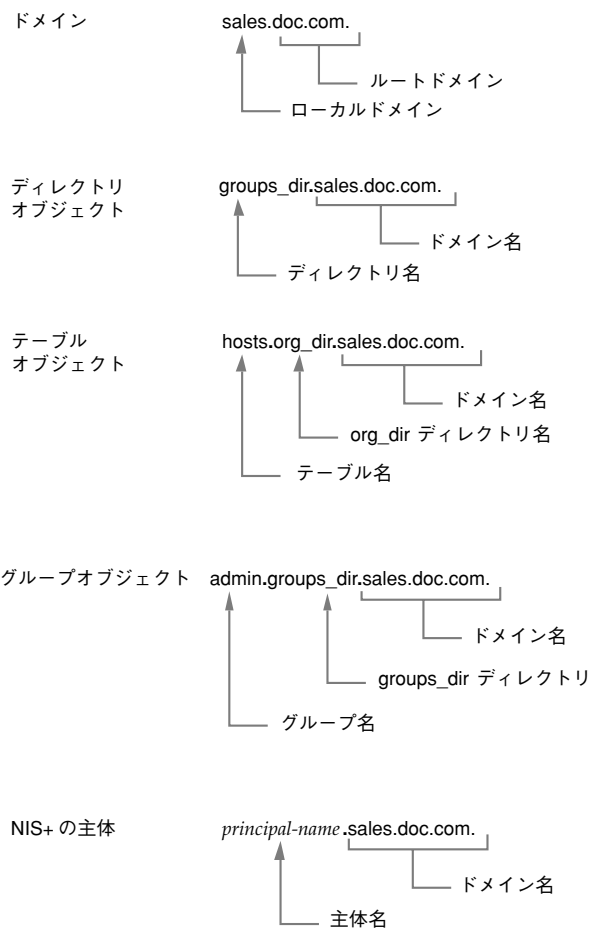 ドメイン
sales.doc.com.
ルートドメイン
ローカルドメイン
ディレクトリ
オブジェクト
groups_dir.sales.doc.com.
ドメイン名
ディレクトリ名
テーブル
オブジェクト
hosts.org_dir.sales.doc.com.
ドメイン名
org_dir ディレクトリ名
テーブル名
グループオブジェクト
admin.groups_dir.sales.doc.com.
ドメイン名
groups_dir ディレクトリ
グループ名
NIS+ の主体
principal-name.sales.doc.com.
ドメイン名
主体名